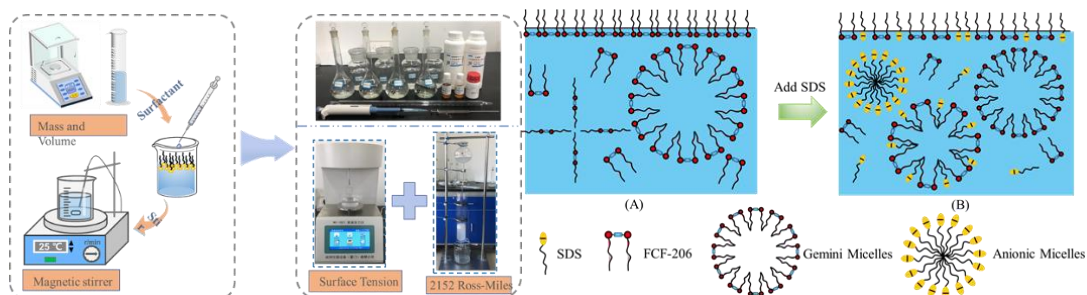 Mass and
Volume
Surfactant
25 ℃
r/min
Magnetic stirrer
Surface Tension
2152 Ross-Miles
Add SDS
(A)
(B)
SDS
FCF-206
Gemini Micelles
Anionic Micelles